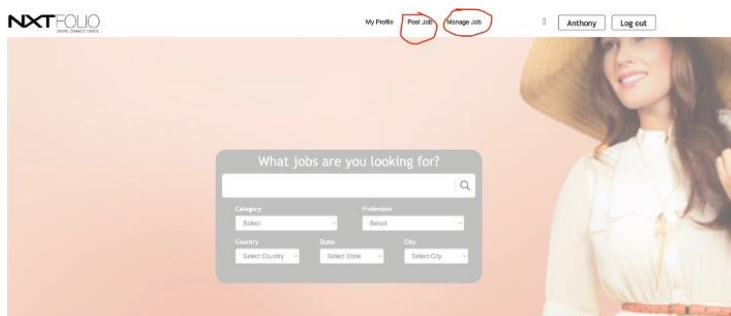 NXTFOLIO
CREATE. CONNECT. CREATE.
My Profile Post Job Manage Job Anthony Log out
What jobs are you looking for?
Category Profession
Select Select
Country State City
Select Country Select State Select City